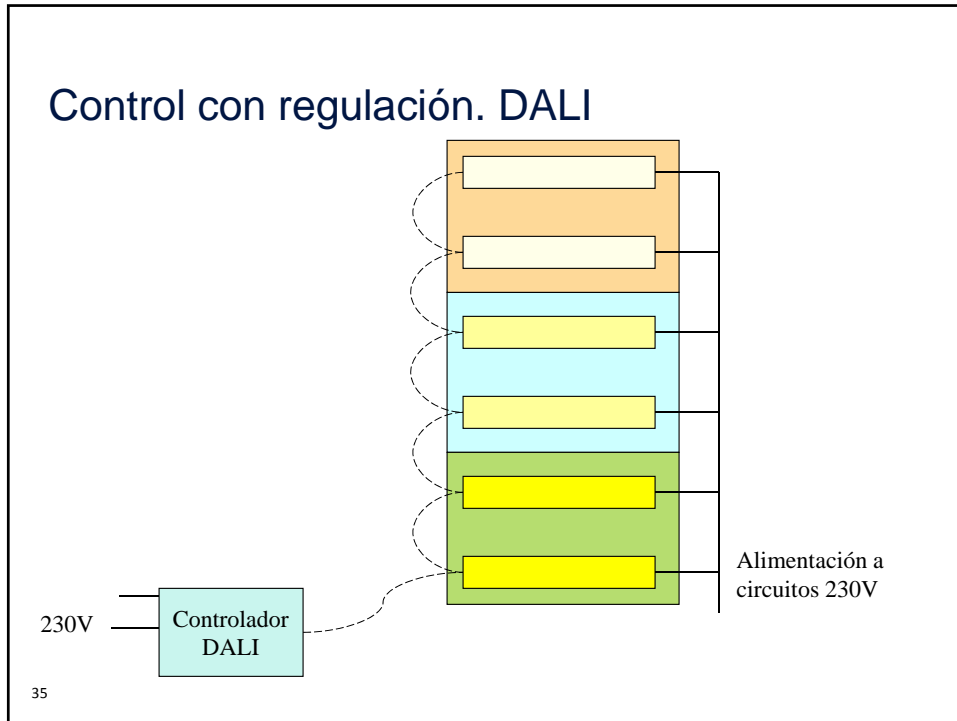 Control con regulación. DALI
Alimentación a
circuitos 230V
230V
Controlador
DALI
35